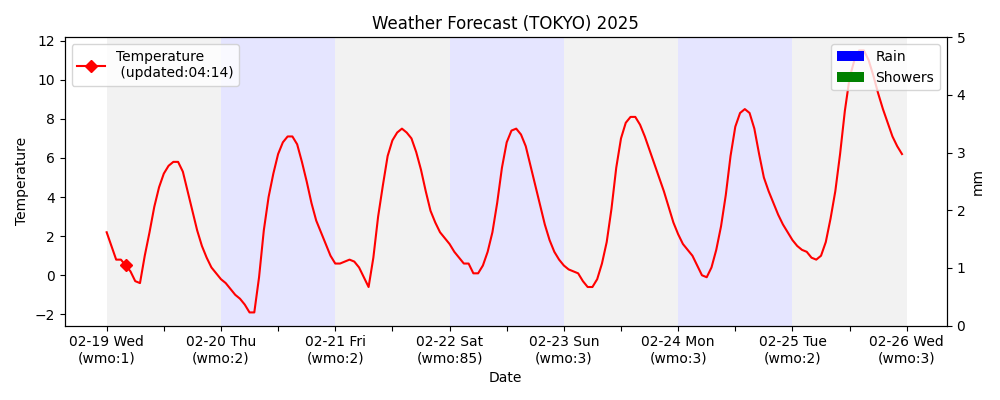 Weather Forecast (TOKYO) 2025
Temperature
(updated:04:14)
Rain
Showers
12
10
8
6
4
2
0
−2
Temperature
5
4
3
2
1
0
mm
02-19 Wed
(wmo:1)
02-20 Thu
(wmo:2)
02-21 Fri
(wmo:2)
02-22 Sat
(wmo:85)
02-23 Sun
(wmo:3)
02-24 Mon
(wmo:3)
02-25 Tue
(wmo:2)
02-26 Wed
(wmo:3)
Date